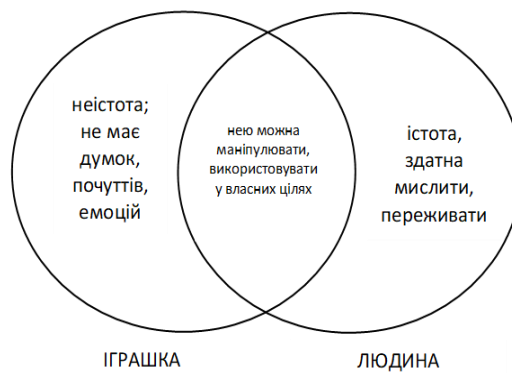 неістота;
не має
думок,
почуттів,
емоцій
нею можна
маніпулювати,
використовувати
у власних цілях
істота,
здатна
мислити,
переживати
ІГРАШКА
ЛЮДИНА